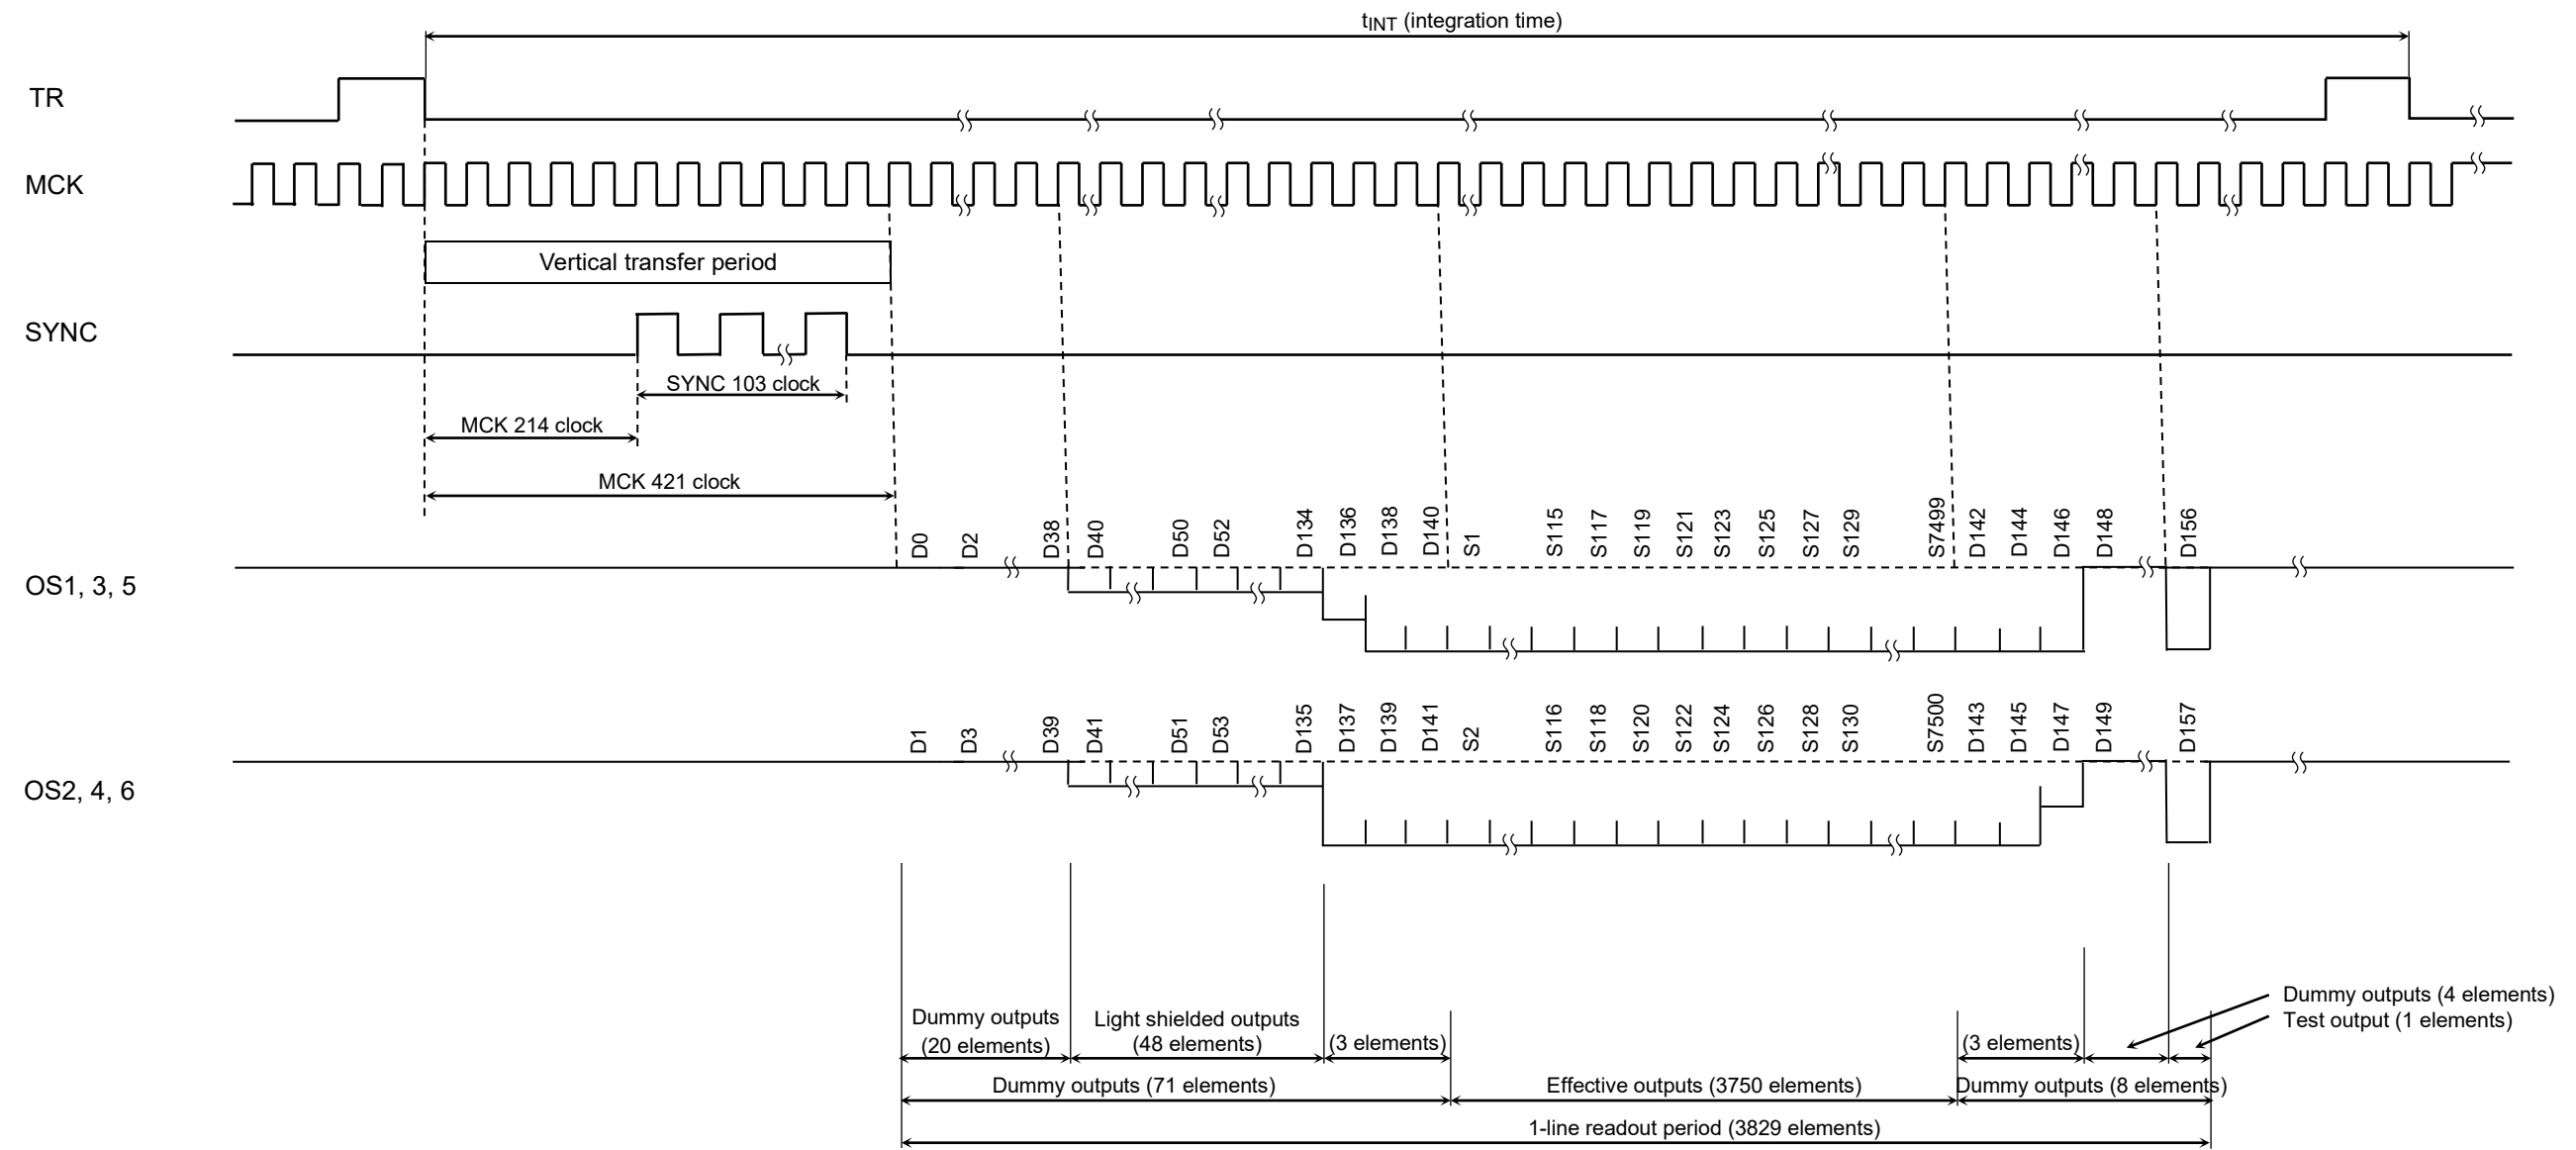 tINT (integration time)
TR
MCK
Vertical transfer period
SYNC
SYNC 103 clock
MCK 214 clock
MCK 421 clock
D0 D2 D38 D40 D50 D52 D134 D136 D138 D140 S1 S115 S117 S119 S121 S123 S125 S127 S129 S7499 D142 D144 D146 D148 D156
OS1, 3, 5
D1 D3 D39 D41 D51 D53 D135 D137 D139 D141 S2 S116 S118 S120 S122 S124 S126 S128 S130 S7500 D143 D145 D147 D149 D157
OS2, 4, 6
Dummy outputs (4 elements)
Test output (1 elements)
Dummy outputs
(20 elements)
Light shielded outputs
(48 elements)
(3 elements)
(3 elements)
Dummy outputs (71 elements)
Effective outputs (3750 elements)
Dummy outputs (8 elements)
1-line readout period (3829 elements)